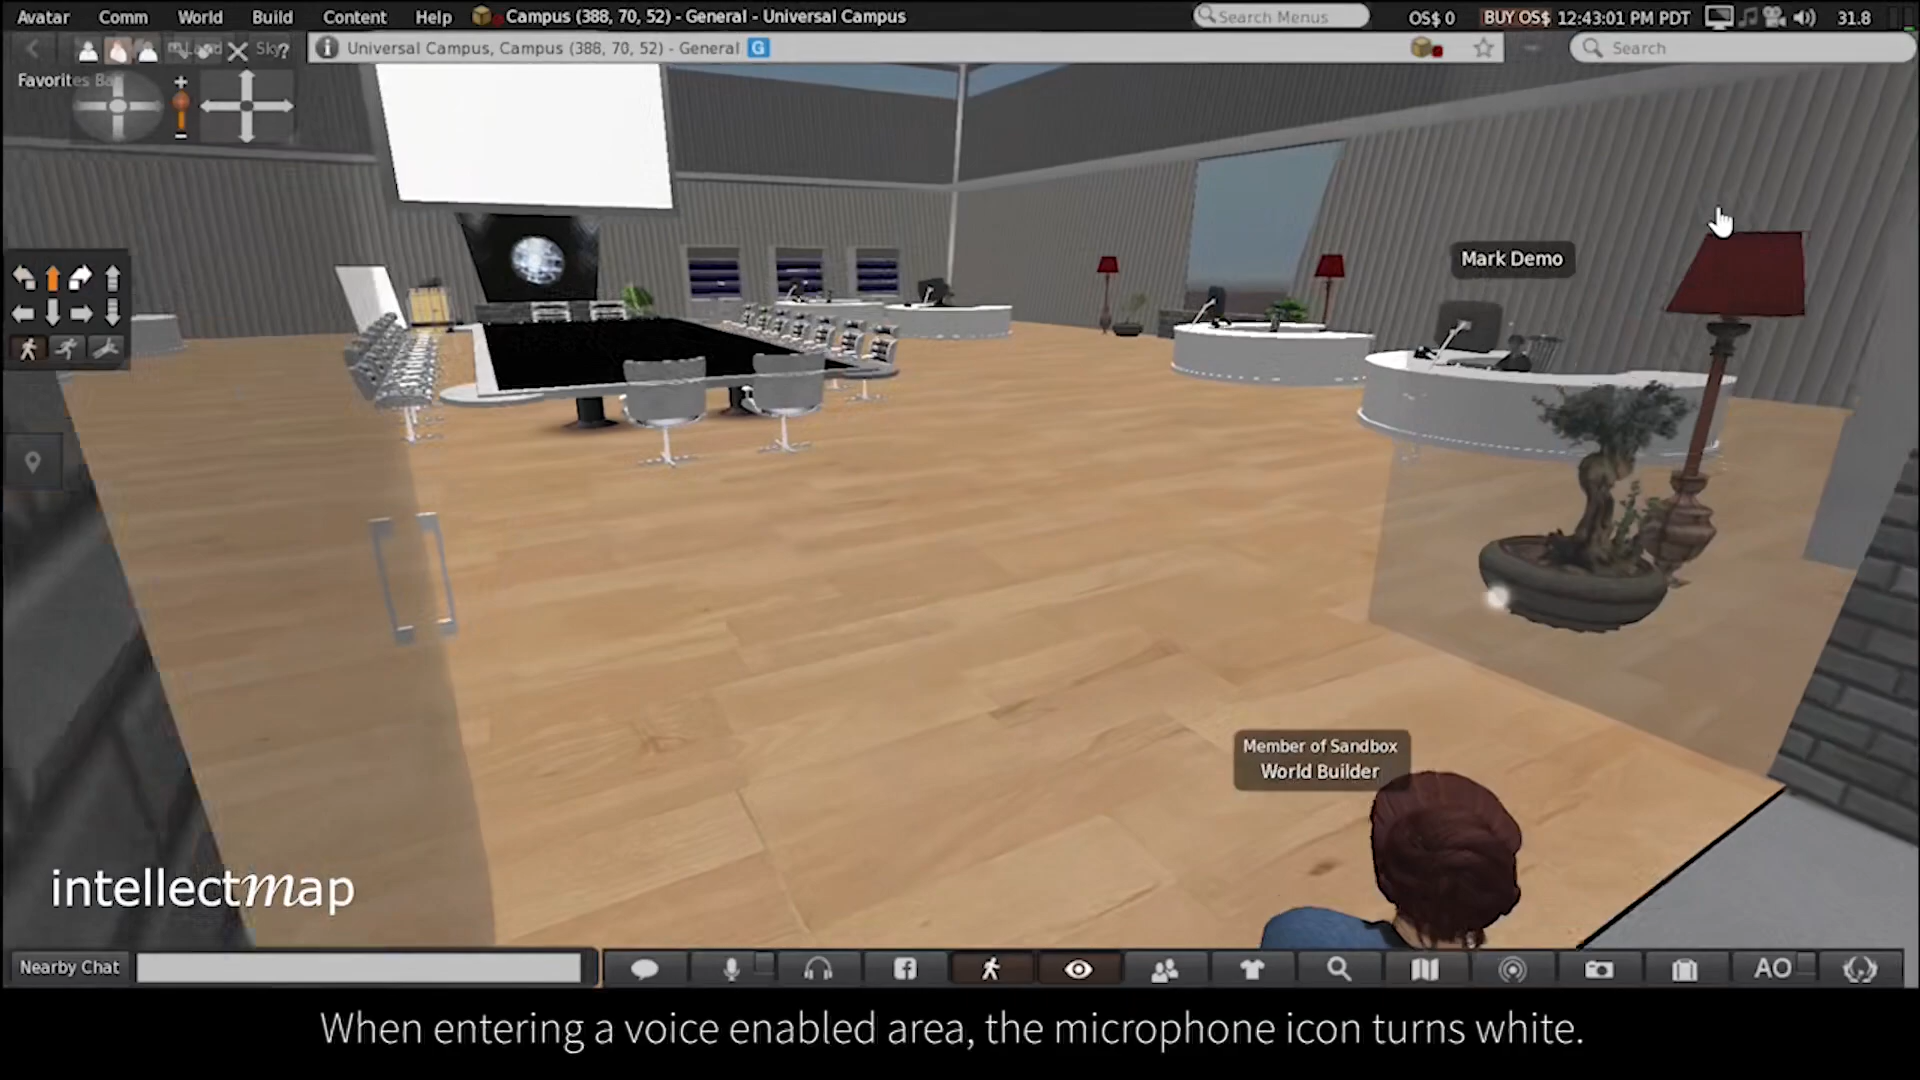 Avatar Comm World Build Content Help Campus (388, 70, 52) - General - Universal Campus Search Menus OS$ 0 BUY OS$ 12:43:01 PM PDT 31.8
Land Sky ? Universal Campus, Campus (388, 70, 52) - General G Search
Favorites Ba
Mark Demo
Member of Sandbox
World Builder
intellectmap
Nearby Chat AO
When entering a voice enabled area, the microphone icon turns white.